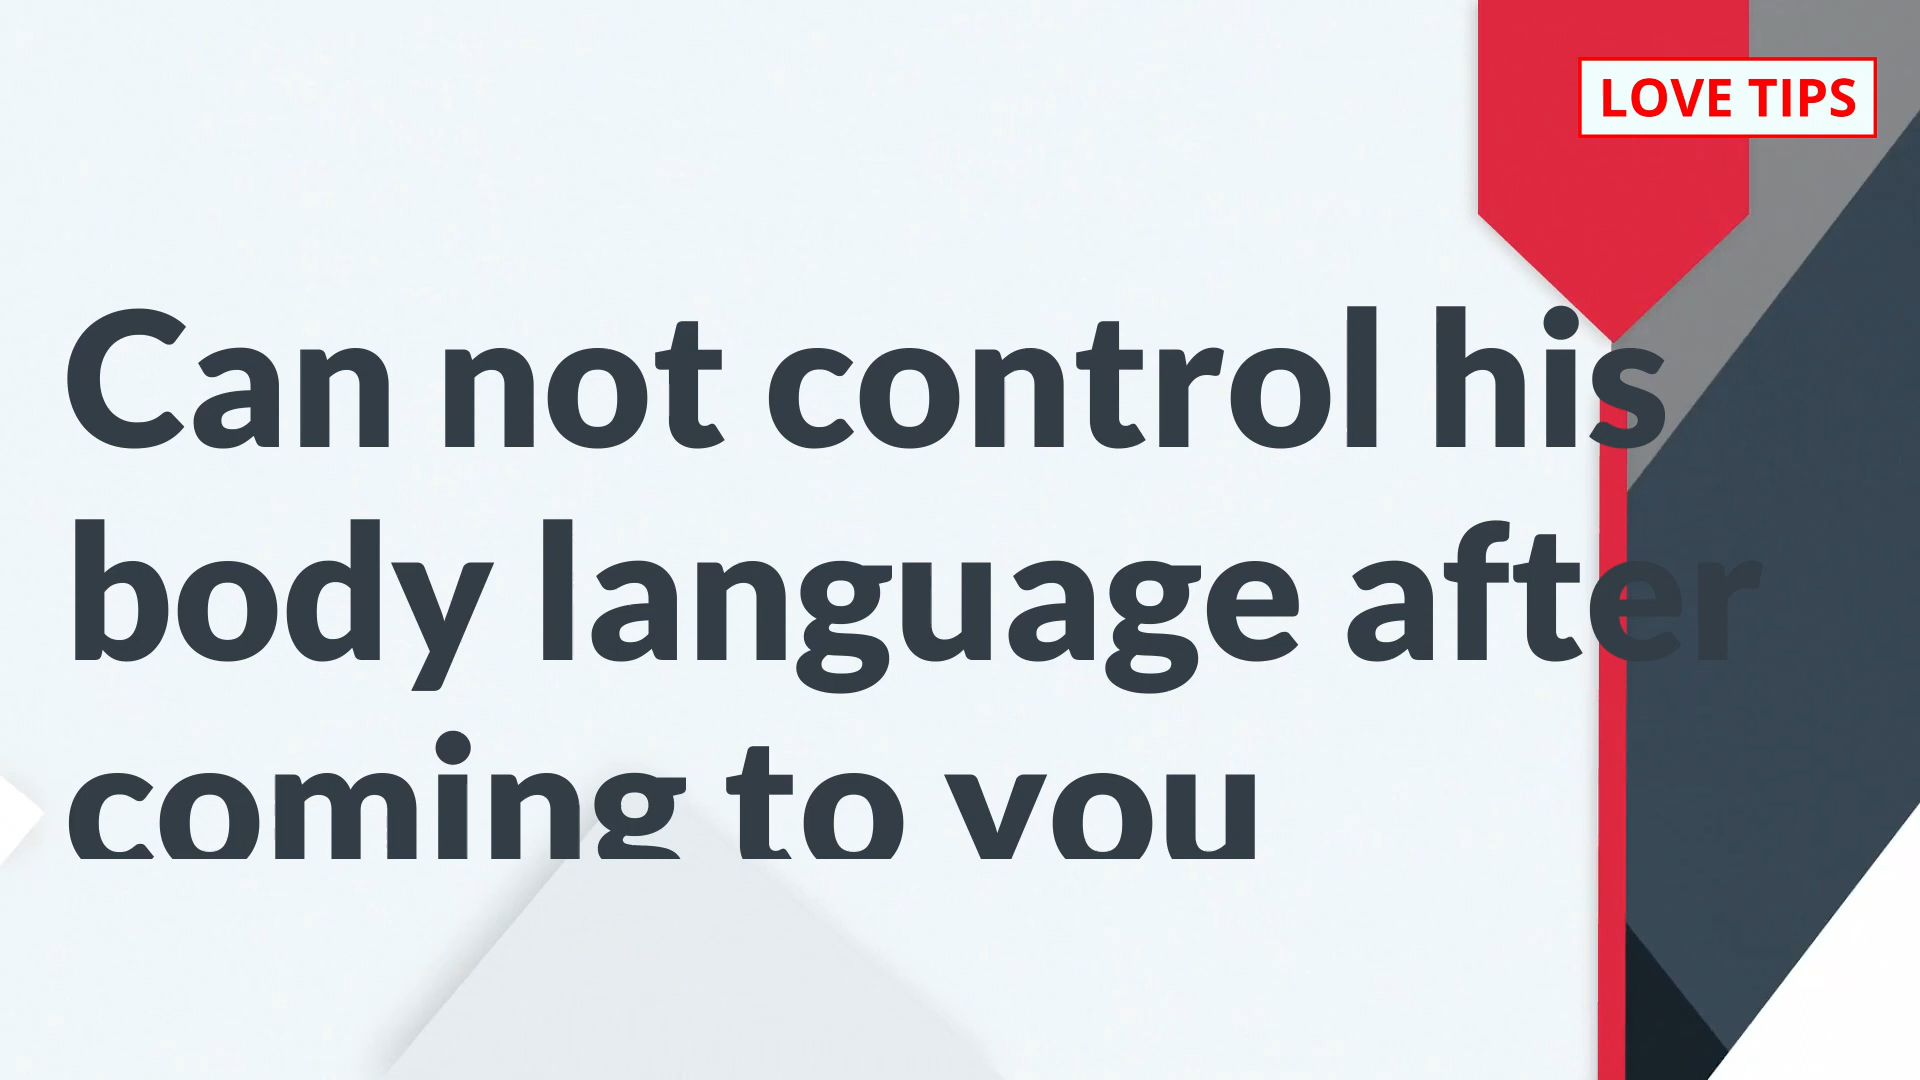 LOVE TIPS
Can not control his
body language after
coming to you